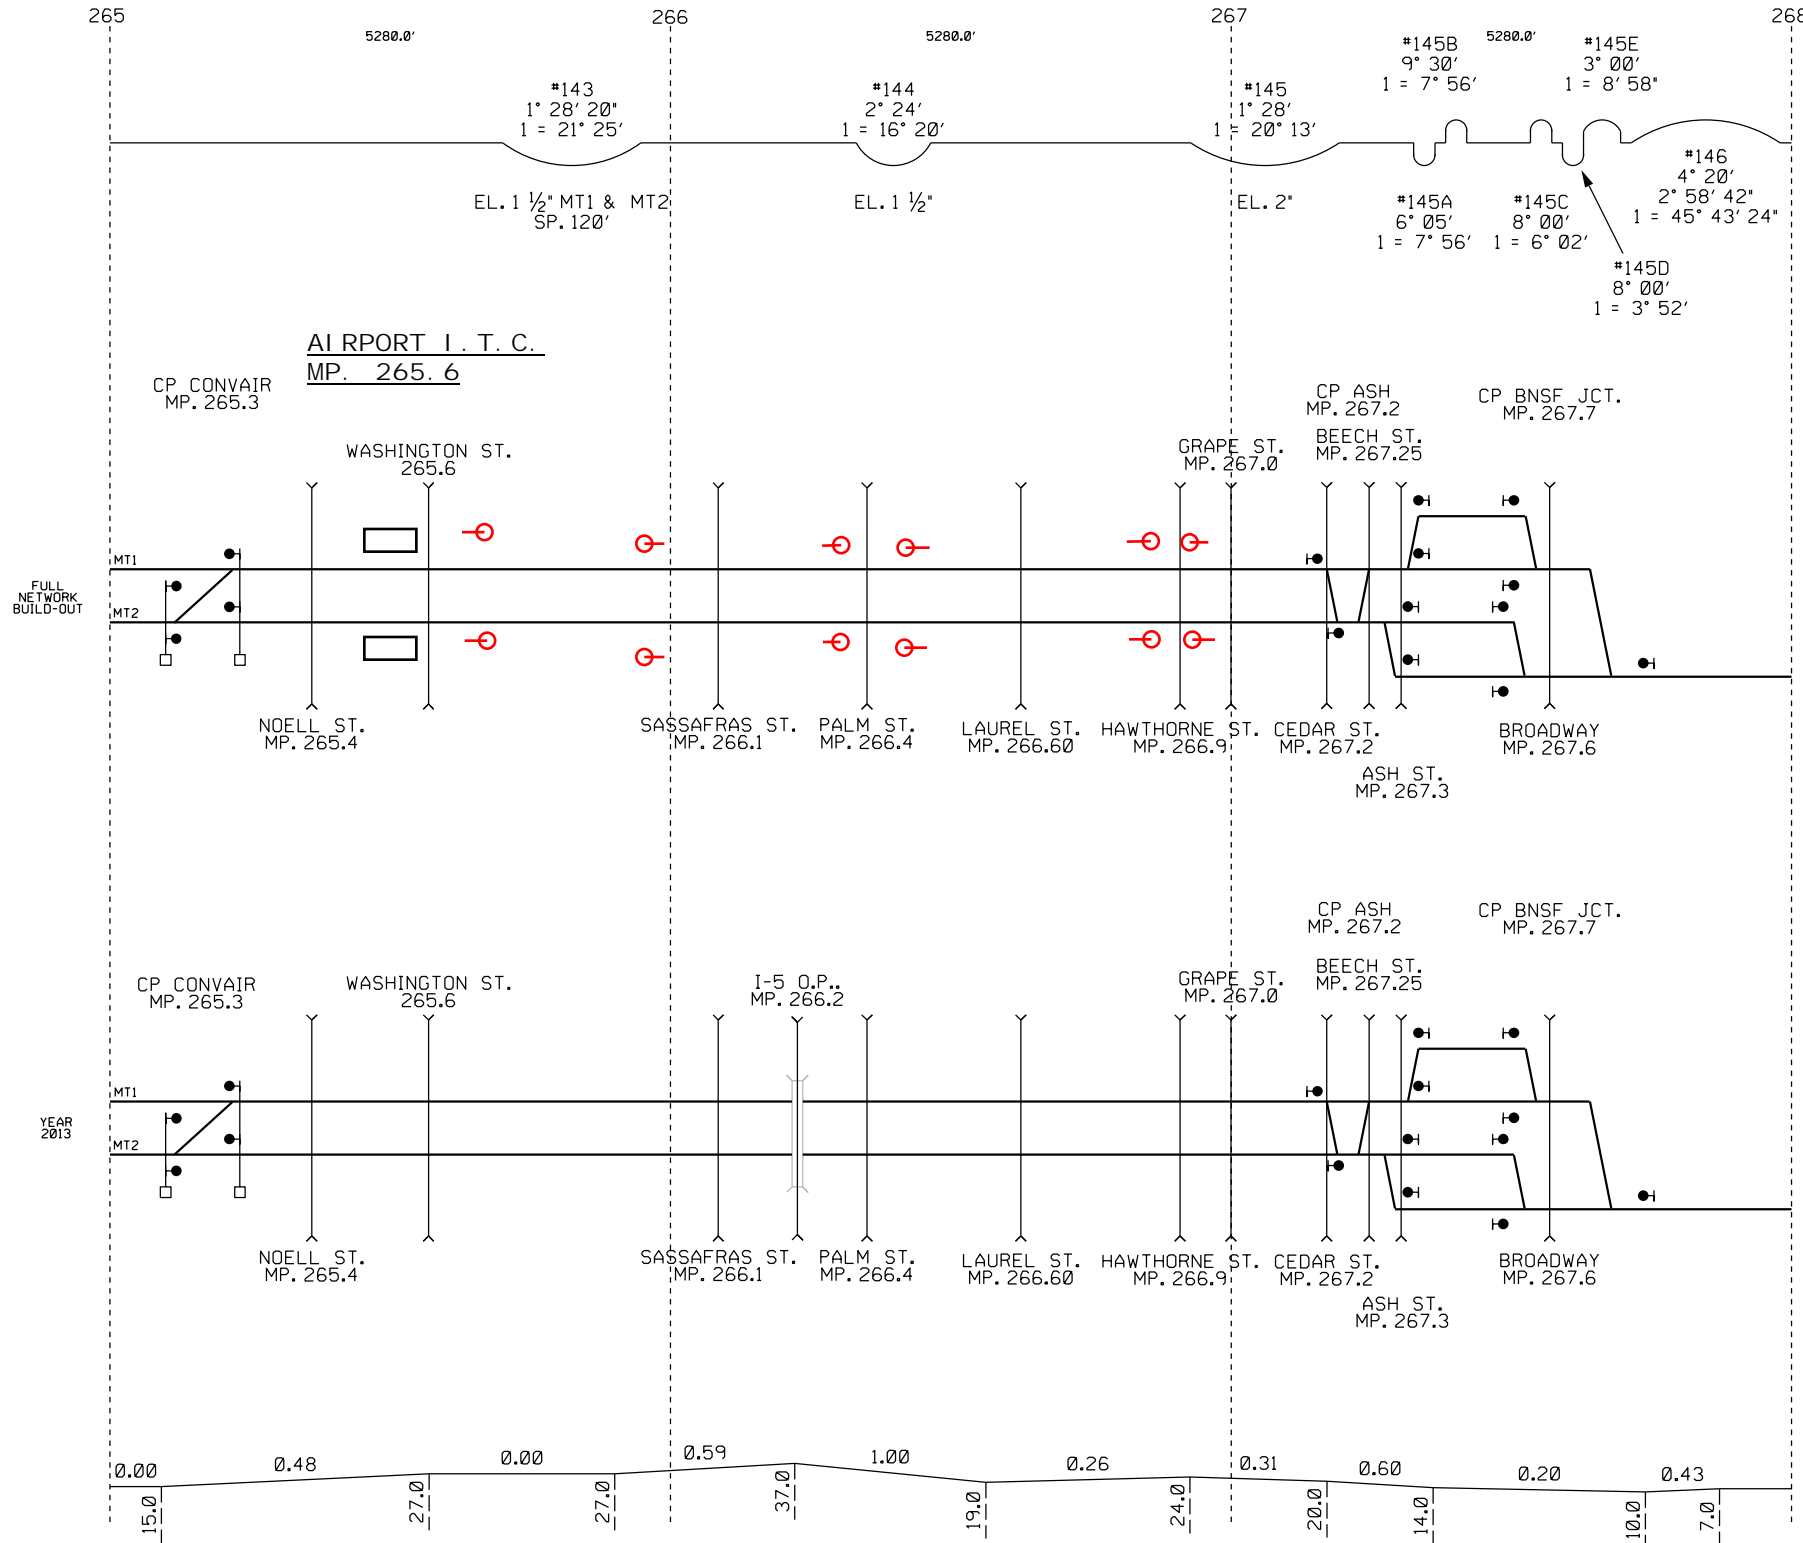 265
266
267
268
5280.0'
5280.0'
5280.0'
#143
1° 28' 20"
1 = 21° 25'
#144
2° 24'
1 = 16° 20'
#145
1° 28'
1 = 20° 13'
#145B
9° 30'
1 = 7° 56'
#145E
3° 00'
1 = 8' 58"
EL. 1 ½" MT1 & MT2
SP. 120'
EL. 1 ½"
EL. 2"
#145A
6° 05'
1 = 7° 56'
#145C
8° 00'
1 = 6° 02'
#146
4° 20'
2° 58' 42"
1 = 45° 43' 24"
#145D
8° 00'
1 = 3° 52'
AIRPORT I.T.C.
MP. 265.6
CP CONVAIR
MP. 265.3
WASHINGTON ST.
265.6
GRAPE ST.
MP. 267.0
CP ASH
MP. 267.2
BEECH ST.
MP. 267.25
CP BNSF JCT.
MP. 267.7
FULL
NETWORK
BUILD-OUT
MT1
MT2
NOELL ST.
MP. 265.4
SASSAFRAS ST.
MP. 266.1
PALM ST.
MP. 266.4
LAUREL ST.
MP. 266.60
HAWTHORNE ST.
MP. 266.9
CEDAR ST.
MP. 267.2
ASH ST.
MP. 267.3
BROADWAY
MP. 267.6
CP CONVAIR
MP. 265.3
WASHINGTON ST.
265.6
I-5 O.P..
MP. 266.2
GRAPE ST.
MP. 267.0
CP ASH
MP. 267.2
BEECH ST.
MP. 267.25
CP BNSF JCT.
MP. 267.7
YEAR
2013
MT1
MT2
NOELL ST.
MP. 265.4
SASSAFRAS ST.
MP. 266.1
PALM ST.
MP. 266.4
LAUREL ST.
MP. 266.60
HAWTHORNE ST.
MP. 266.9
CEDAR ST.
MP. 267.2
ASH ST.
MP. 267.3
BROADWAY
MP. 267.6
0.00
0.48
0.00
0.59
1.00
0.26
0.31
0.60
0.20
0.43
15.0
27.0
27.0
37.0
19.0
24.0
20.0
14.0
10.0
7.0